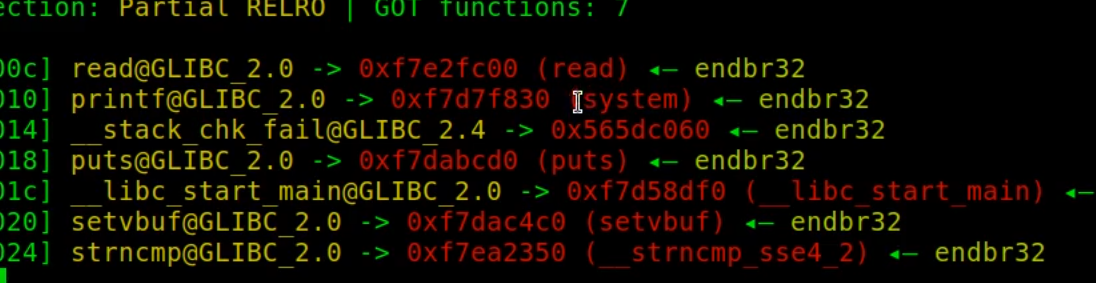 ection: Partial RELRO | GOT functions: 7
00c] read@GLIBC_2.0 -> 0xf7e2fc00 (read) ◂— endbr32
010] printf@GLIBC_2.0 -> 0xf7d7f830 (system) ◂— endbr32
014] __stack_chk_fail@GLIBC_2.4 -> 0x565dc060 ◂— endbr32
018] puts@GLIBC_2.0 -> 0xf7dabcd0 (puts) ◂— endbr32
01c] __libc_start_main@GLIBC_2.0 -> 0xf7d58df0 (__libc_start_main) ◂—
020] setvbuf@GLIBC_2.0 -> 0xf7dac4c0 (setvbuf) ◂— endbr32
024] strncmp@GLIBC_2.0 -> 0xf7ea2350 (__strncmp_sse4_2) ◂— endbr32